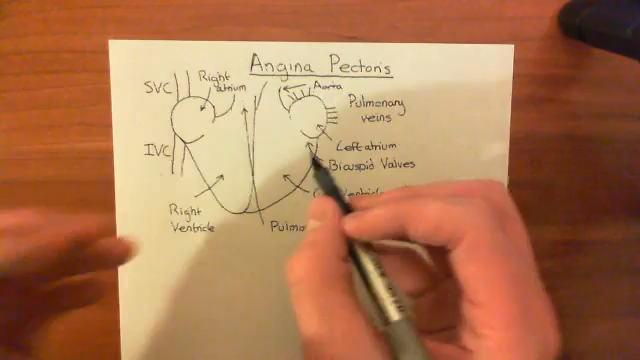 Angina Pectoris
SVC
Right
atrium
Aorta
Pulmonary
veins
IVC
Left atrium
Bicuspid Valves
Right
Ventricle